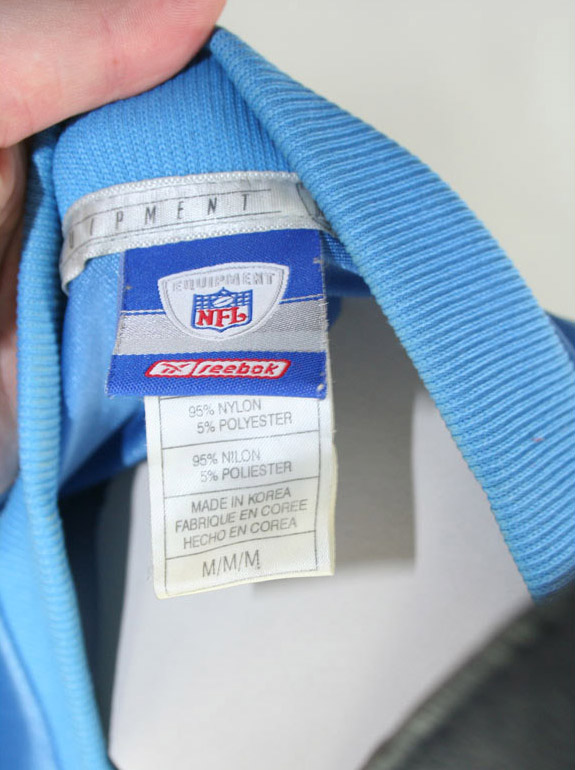 UIPMENT
EQUIPMENT
NFL
reebok
95% NYLON
5% POLYESTER
95% NILON
5% POLIESTER
MADE IN KOREA
FABRIQUE EN COREE
HECHO EN COREA
M/M/M